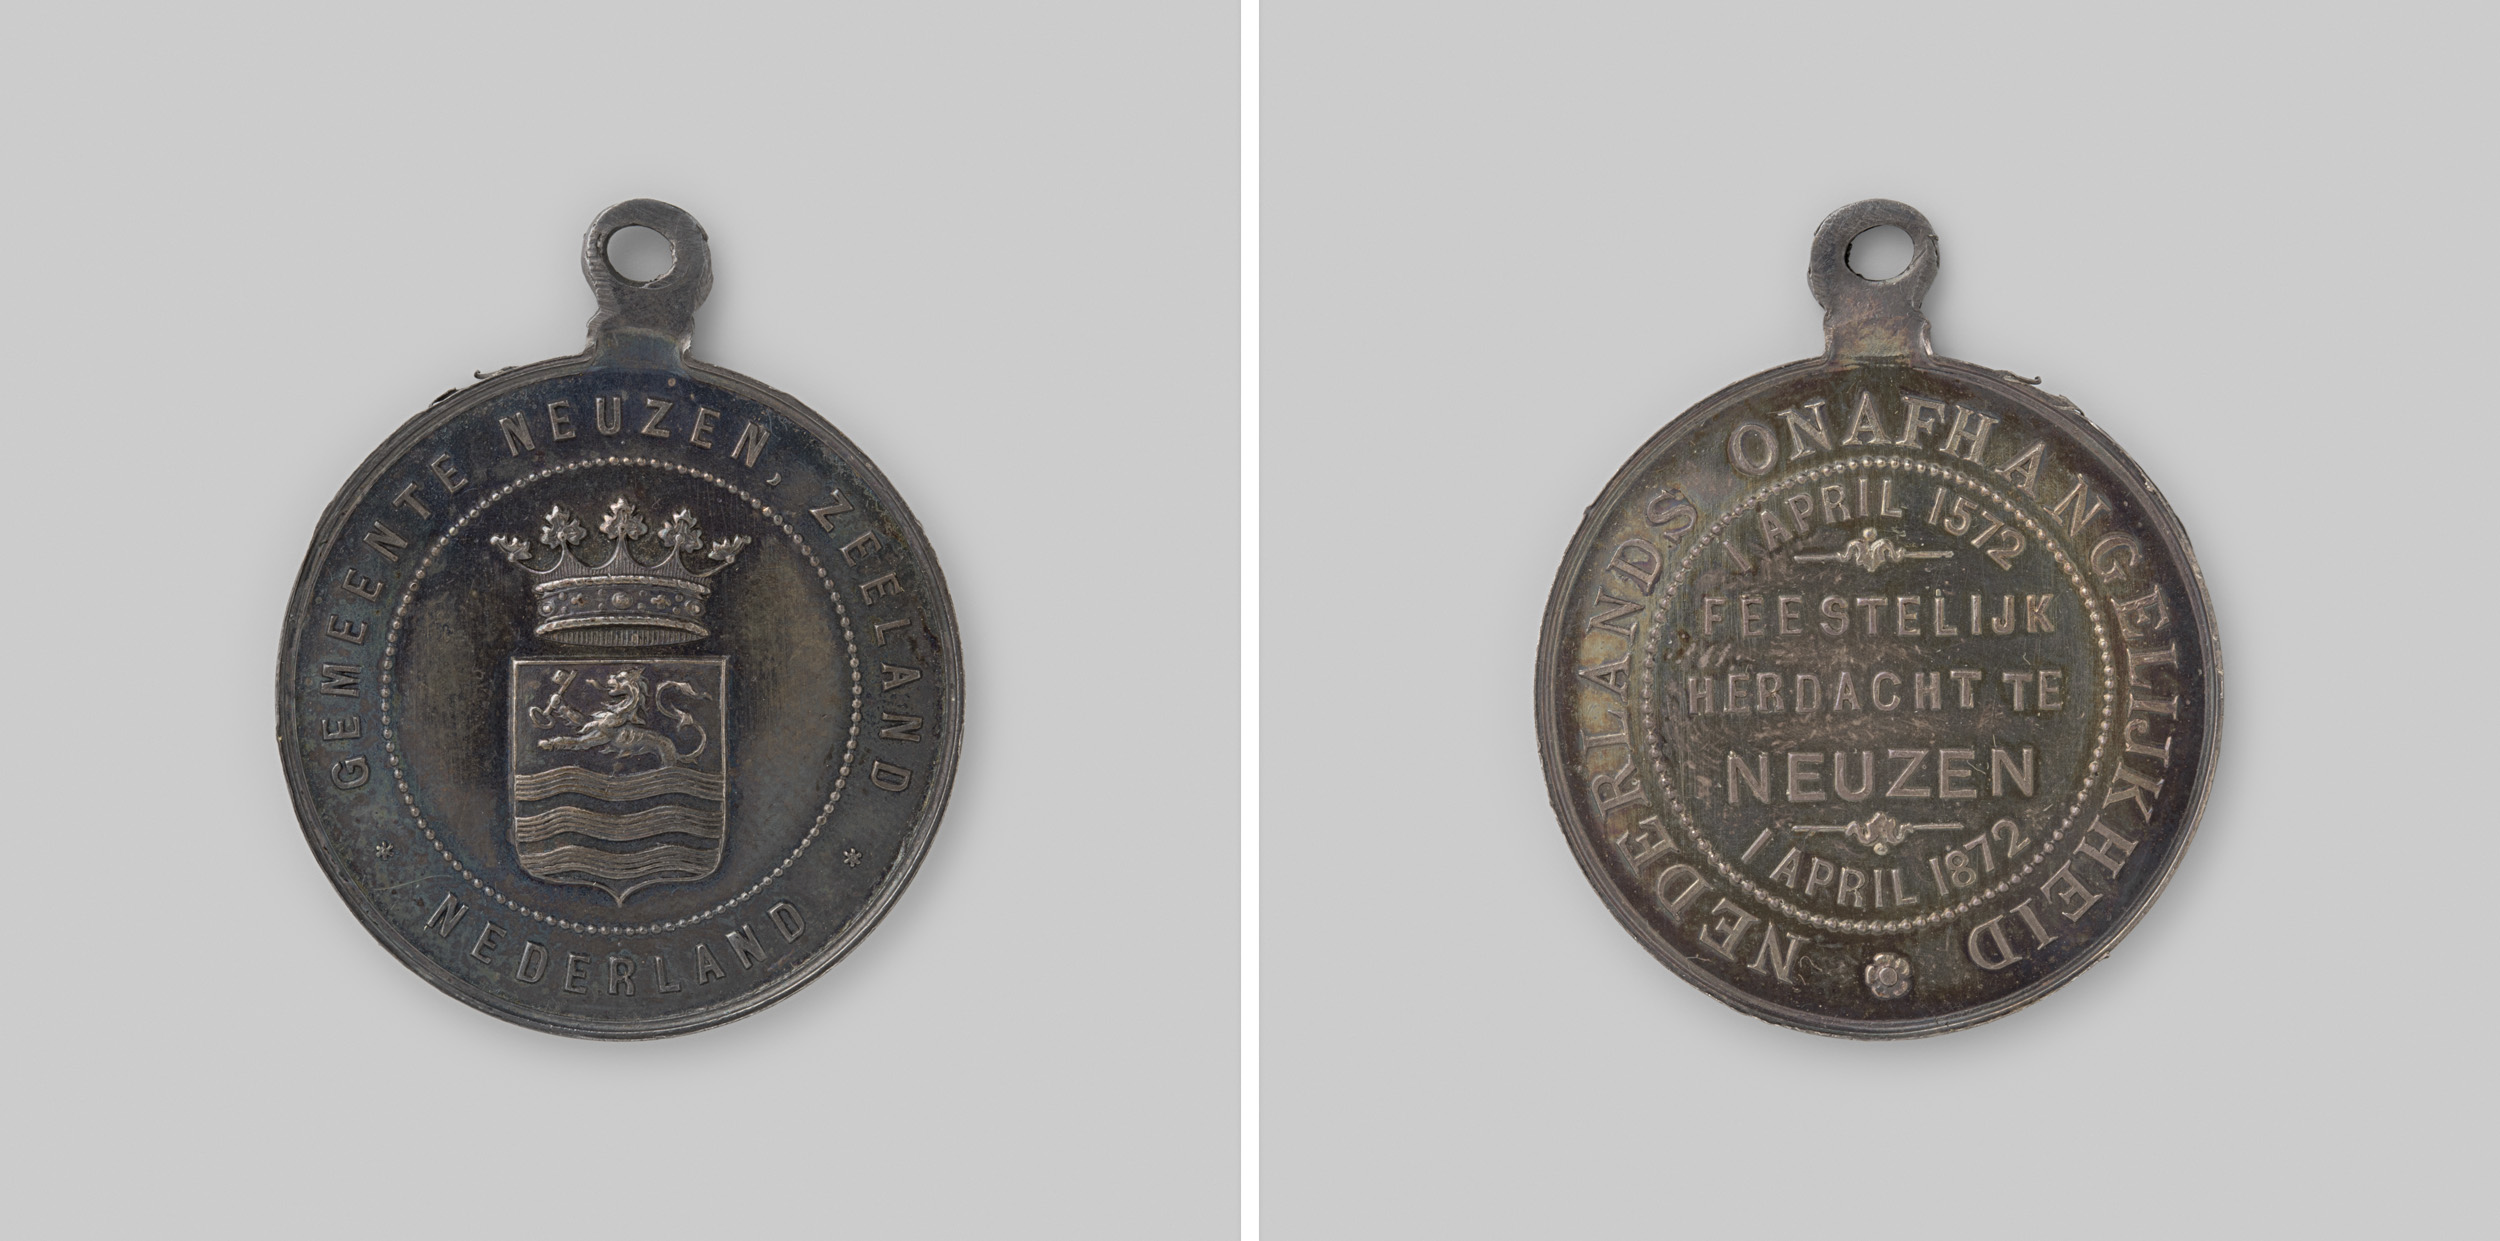 GEMEENTE NEUZEN, ZEELAND
* NEDERLAND *
NEDERLANDS ONAFHANGELIJKHEID
1 APRIL 1572
FEESTELIJK
HERDACHT TE
NEUZEN
1 APRIL 1872